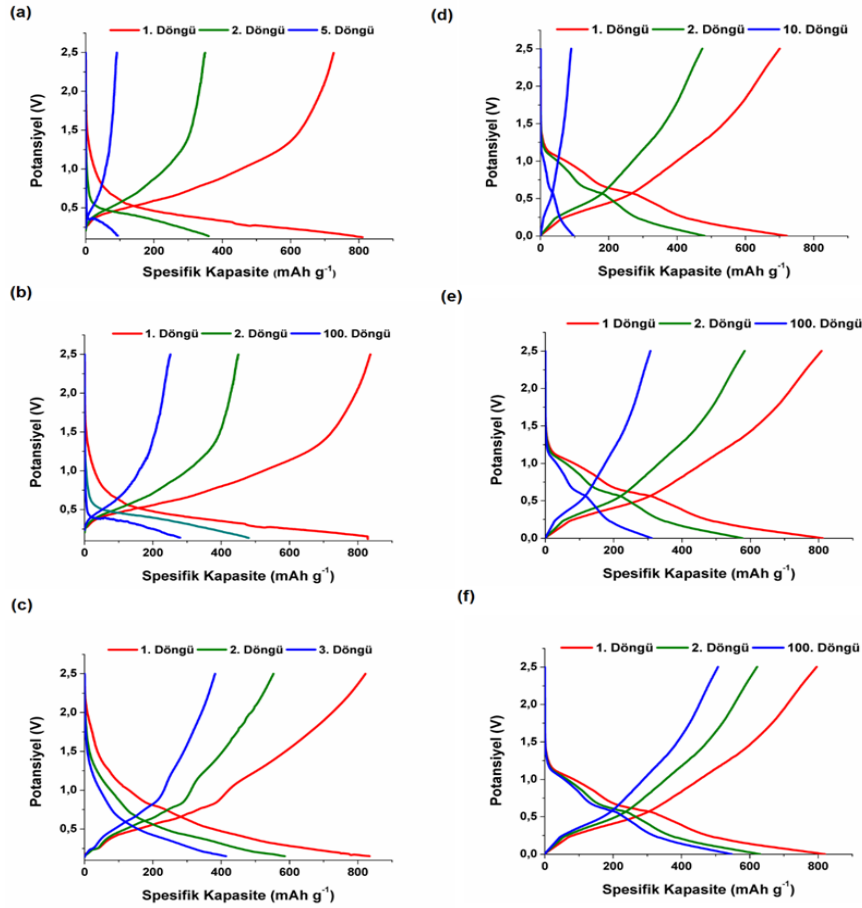 (a)
1. Döngü 2. Döngü 5. Döngü
Potansiyel (V)
2,5
2,0
1,5
1,0
0,5
0 200 400 600 800
Spesifik Kapasite (mAh g-1)
(b)
1. Döngü 2. Döngü 100. Döngü
Potansiyel (V)
2,5
2,0
1,5
1,0
0,5
0 200 400 600 800
Spesifik Kapasite (mAh g-1)
(c)
1. Döngü 2. Döngü 3. Döngü
Potansiyel (V)
2,5
2,0
1,5
1,0
0,5
0 200 400 600 800
Spesifik Kapasite (mAh g-1)
(d)
1. Döngü 2. Döngü 10. Döngü
Potansiyel (V)
2,5
2,0
1,5
1,0
0,5
0,0
0 200 400 600 800
Spesifik Kapasite (mAh g-1)
(e)
1 Döngü 2. Döngü 100. Döngü
Potansiyel (V)
2,5
2,0
1,5
1,0
0,5
0,0
0 200 400 600 800
Spesifik Kapasite (mAh g-1)
(f)
1. Döngü 2. Döngü 100. Döngü
Potansiyel (V)
2,5
2,0
1,5
1,0
0,5
0,0
0 200 400 600 800
Spesifik Kapasite (mAh g-1)